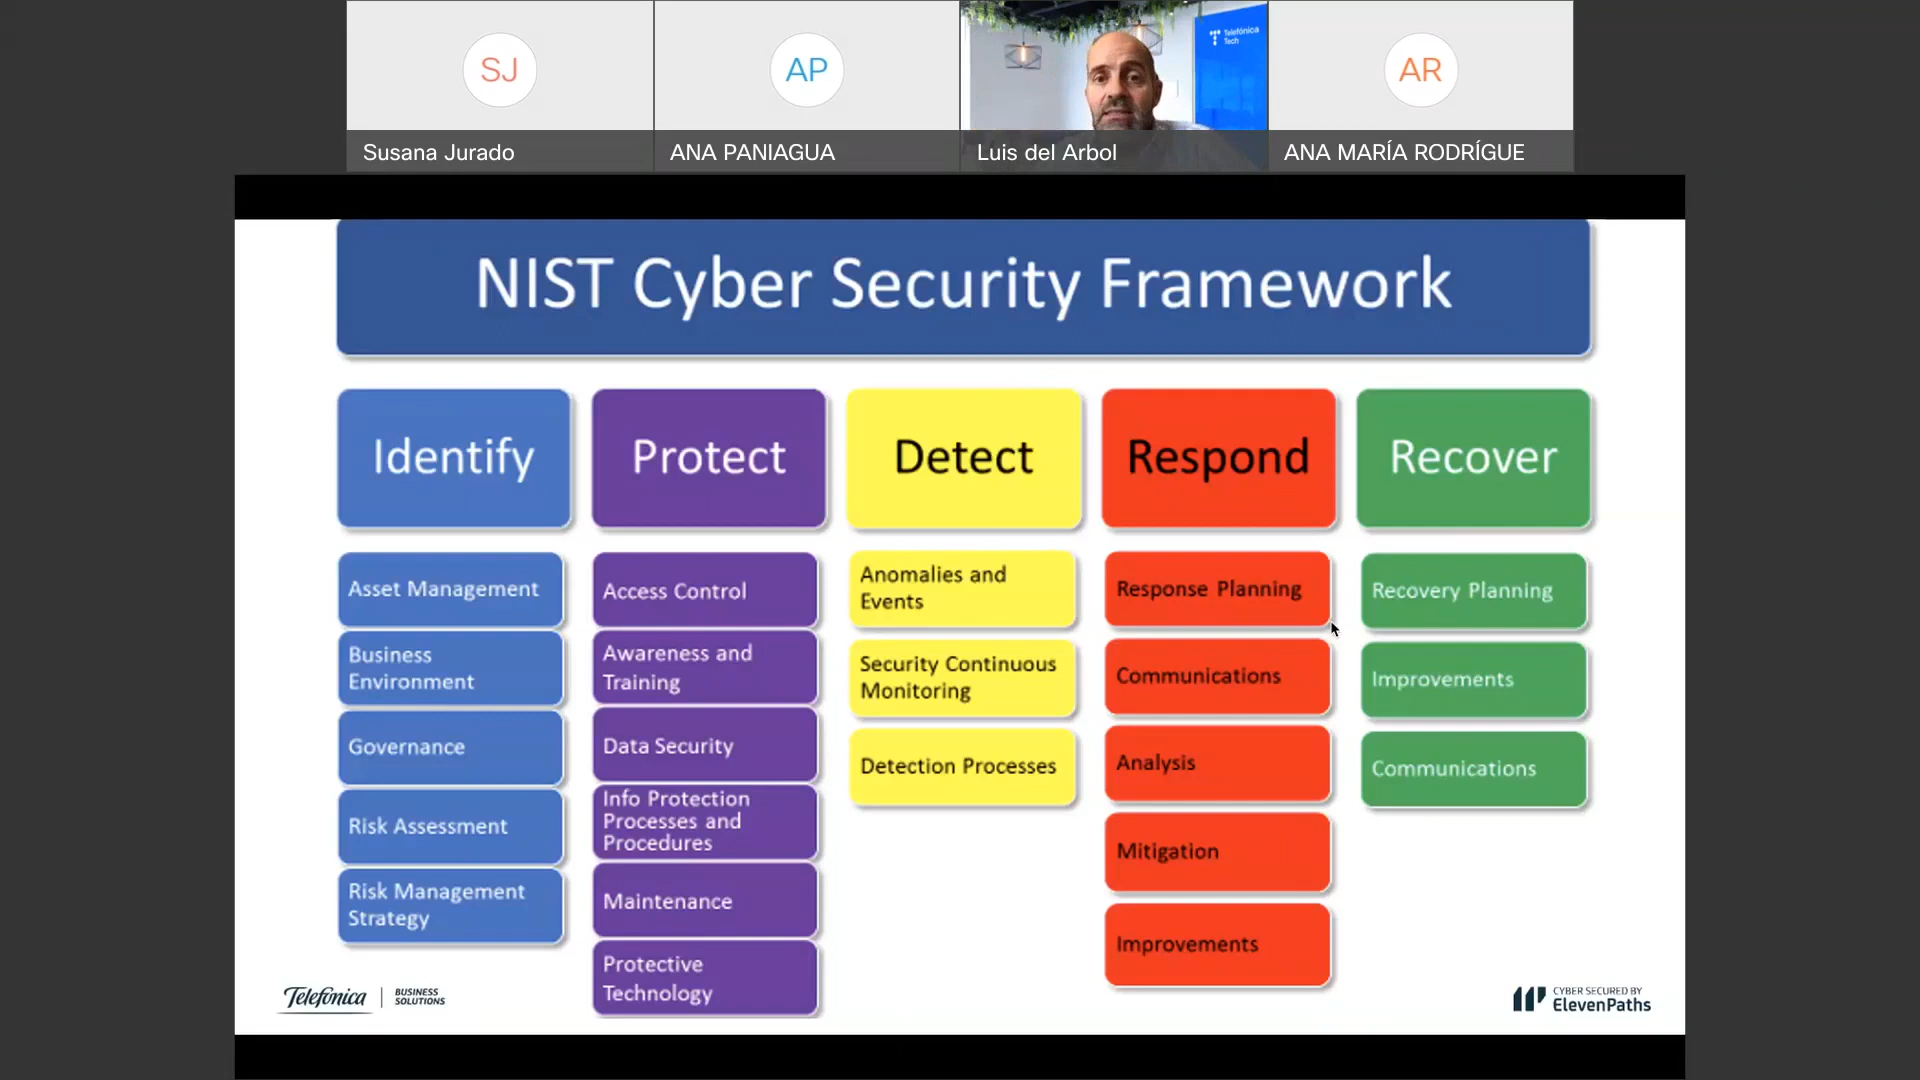 SJ
AP
Telefónica
Tech
AR
Susana Jurado
ANA PANIAGUA
Luis del Arbol
ANA MARÍA RODRÍGUE
NIST Cyber Security Framework
Identify
Protect
Detect
Respond
Recover
Asset Management
Business
Environment
Governance
Risk Assessment
Risk Management
Strategy
Access Control
Awareness and
Training
Data Security
Info Protection
Processes and
Procedures
Maintenance
Protective
Technology
Anomalies and
Events
Security Continuous
Monitoring
Detection Processes
Response Planning
Communications
Analysis
Mitigation
Improvements
Recovery Planning
Improvements
Communications
Telefónica
BUSINESS
SOLUTIONS
CYBER SECURED BY
ElevenPaths